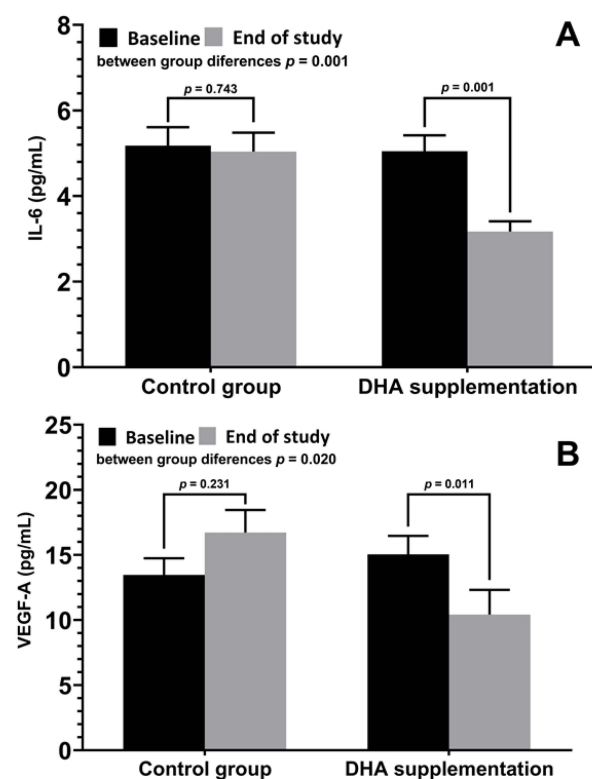 A
Baseline End of study
between group diferences p = 0.001
p = 0.743
p = 0.001
IL-6 (pg/mL)
8
6
4
2
0
Control group
DHA supplementation
B
Baseline End of study
between group diferences p = 0.020
p = 0.231
p = 0.011
VEGF-A (pg/mL)
25
20
15
10
5
0
Control group
DHA supplementation